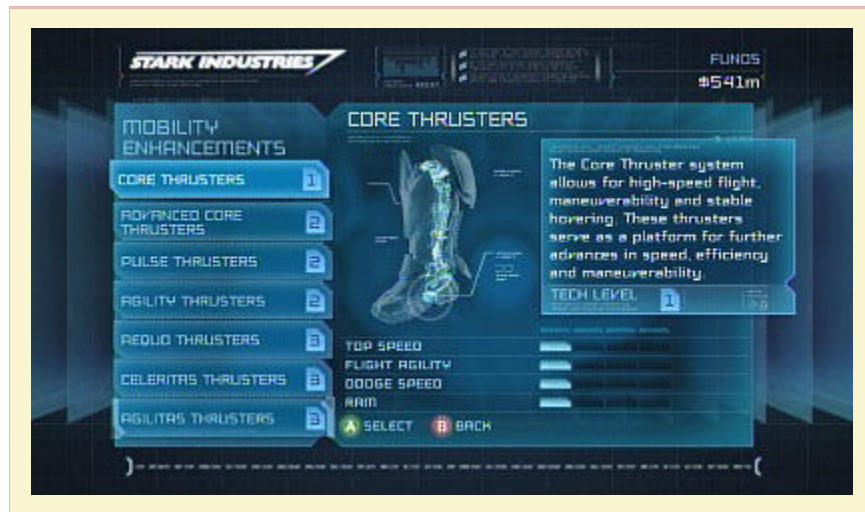 STARK INDUSTRIES
FUNDS
$541m
MOBILITY
ENHANCEMENTS
CORE THRUSTERS 1
ADVANCED CORE
THRUSTERS 2
PULSE THRUSTERS 2
AGILITY THRUSTERS 2
AEQUO THRUSTERS 3
CELERITAS THRUSTERS 3
AGILITAS THRUSTERS 3
CORE THRUSTERS
The Core Thruster system
allows for high-speed flight,
maneuverability and stable
hovering. These thrusters
serve as a platform for further
advances in speed, efficiency
and maneuverability.
TECH LEVEL 1
TOP SPEED
FLIGHT AGILITY
DODGE SPEED
RAM
A SELECT B BACK